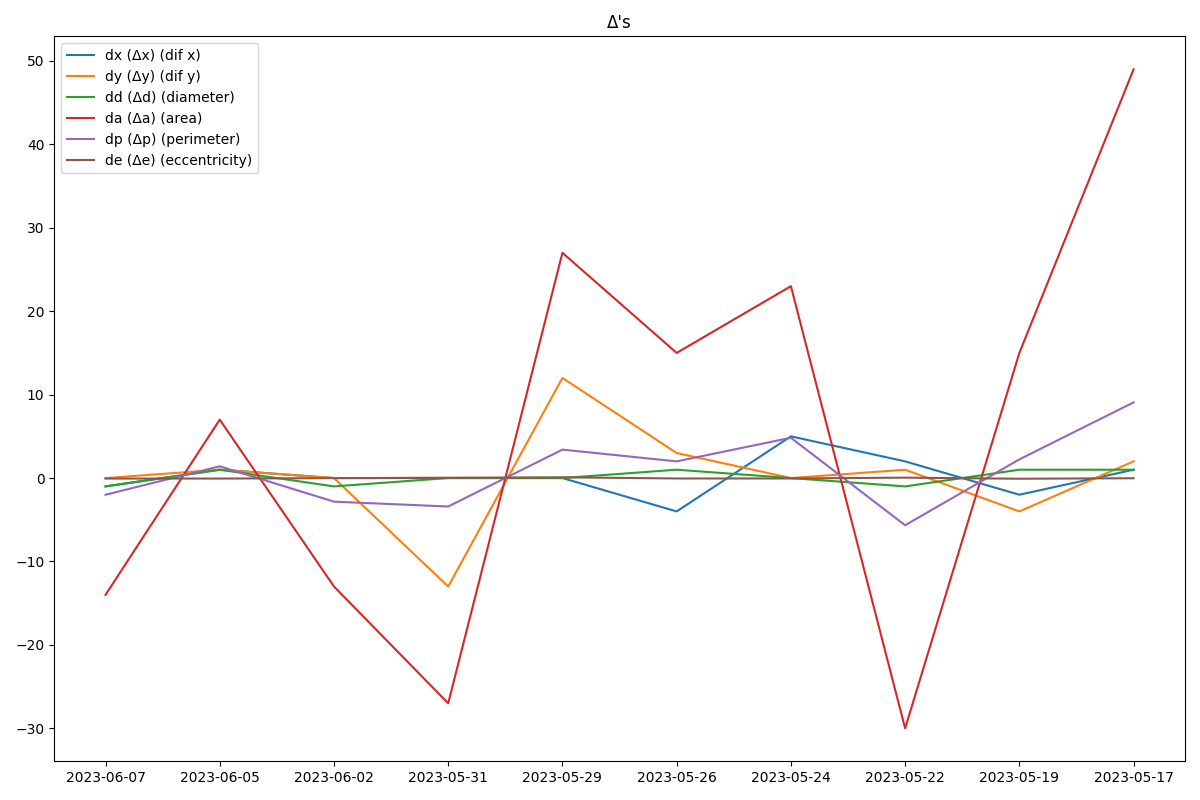 Δ's
dx (Δx) (dif x)
dy (Δy) (dif y)
dd (Δd) (diameter)
da (Δa) (area)
dp (Δp) (perimeter)
de (Δe) (eccentricity)
50
40
30
20
10
0
−10
−20
−30
2023-06-07 2023-06-05 2023-06-02 2023-05-31 2023-05-29 2023-05-26 2023-05-24 2023-05-22 2023-05-19 2023-05-17